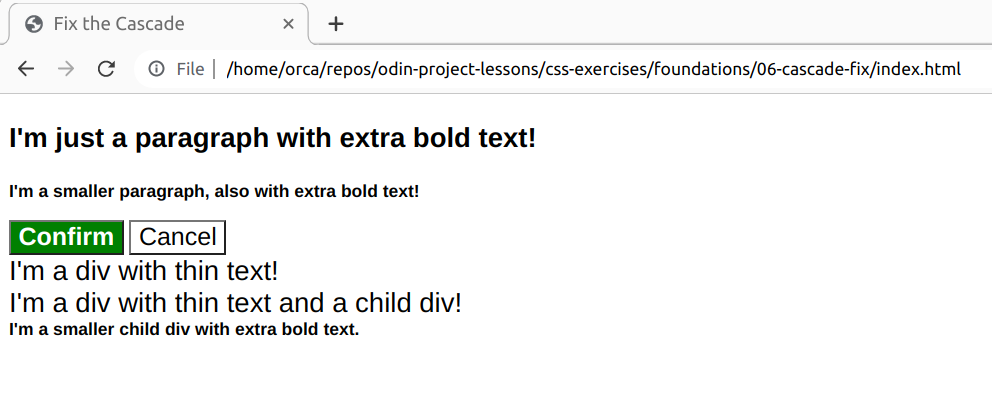 Fix the Cascade
File /home/orca/repos/odin-project-lessons/css-exercises/foundations/06-cascade-fix/index.html
I'm just a paragraph with extra bold text!
I'm a smaller paragraph, also with extra bold text!
Confirm Cancel
I'm a div with thin text!
I'm a div with thin text and a child div!
I'm a smaller child div with extra bold text.